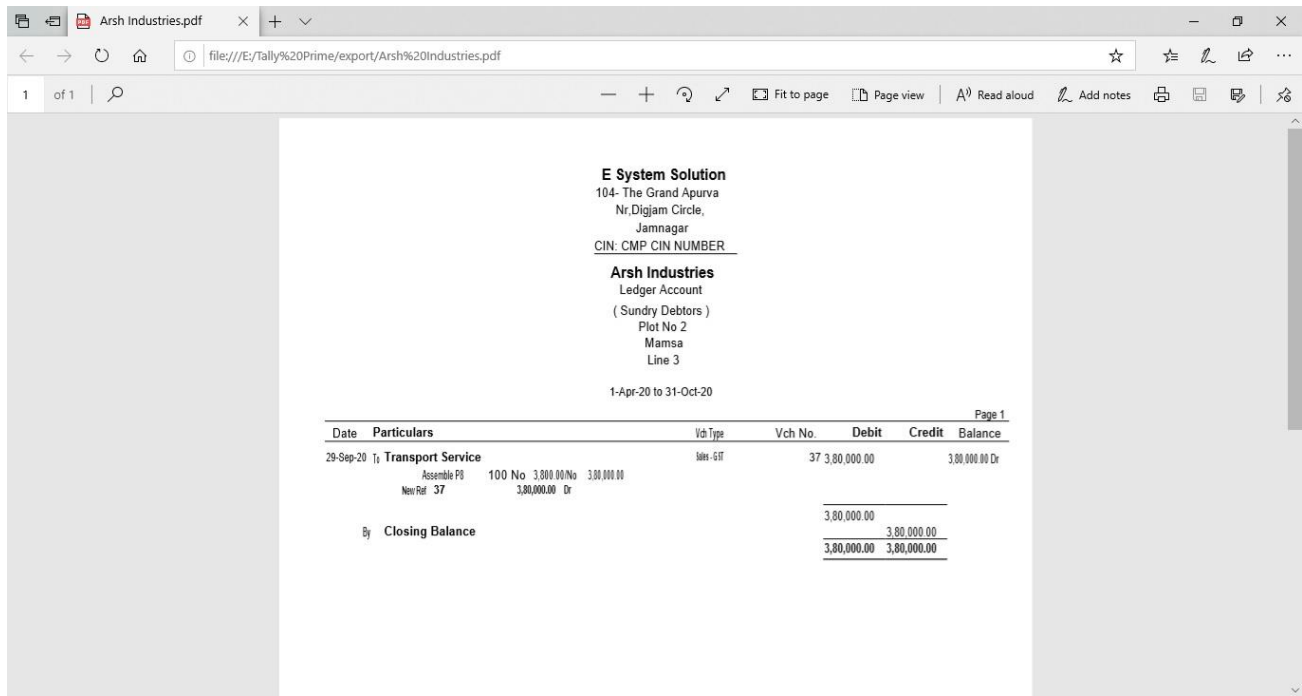 Arsh Industries.pdf
file:///E:/Tally%20Prime/export/Arsh%20Industries.pdf
1 of 1 Fit to page Page view Read aloud Add notes
E System Solution
104- The Grand Apurva
Nr,Digjam Circle,
Jamnagar
CIN: CMP CIN NUMBER
Arsh Industries
Ledger Account
( Sundry Debtors )
Plot No 2
Mamsa
Line 3
1-Apr-20 to 31-Oct-20
Page 1
Date Particulars Vch Type Vch No. Debit Credit Balance
29-Sep-20 To Transport Service Sales - GST 37 3,80,000.00 3,80,000.00 Dr
Assemble P8 100 No 3,800.00/No 3,80,000.00
New Ref 37 3,80,000.00 Dr
3,80,000.00
By Closing Balance 3,80,000.00
3,80,000.00 3,80,000.00